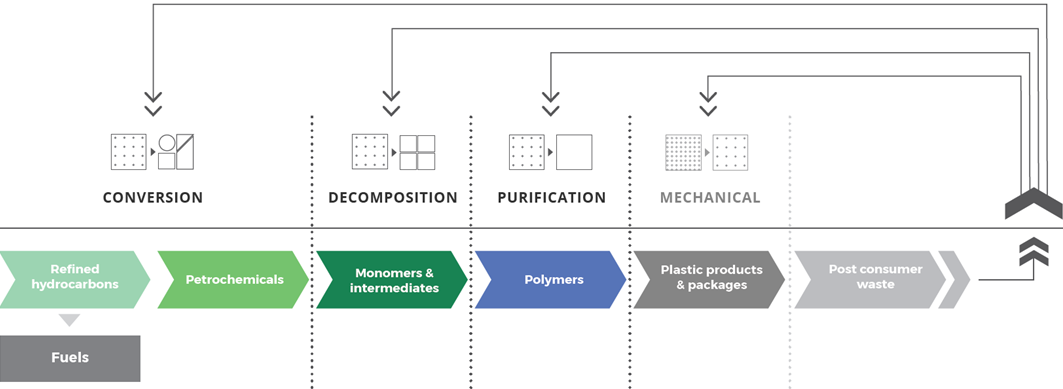 CONVERSION
DECOMPOSITION
PURIFICATION
MECHANICAL
Refined
hydrocarbons
Petrochemicals
Monomers &
intermediates
Polymers
Plastic products
& packages
Post consumer
waste
Fuels